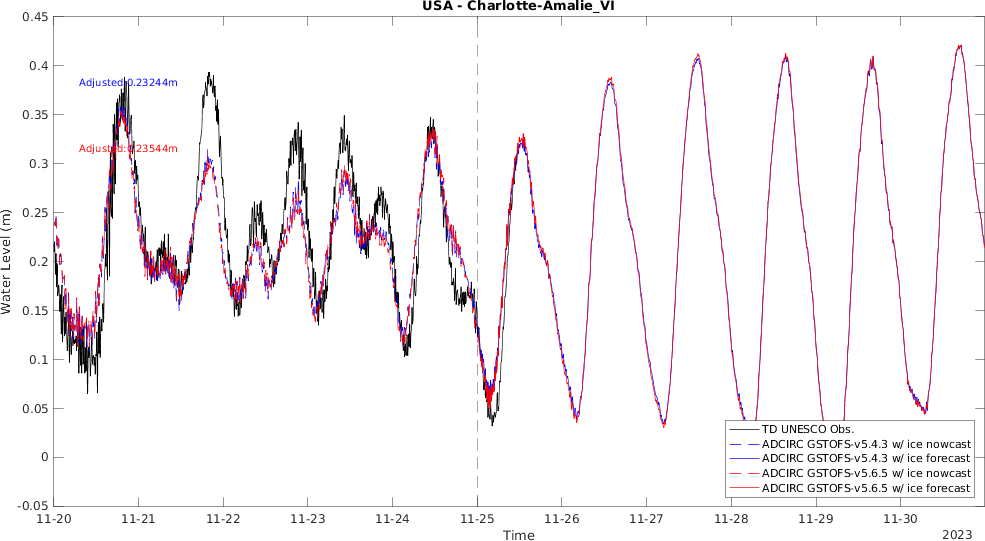 USA - Charlotte-Amalie_VI
0.45
0.4
0.35
0.3
0.25
0.2
0.15
0.1
0.05
0
-0.05
Water Level (m)
Adjusted:0.23244m
Adjusted:0.23544m
TD UNESCO Obs.
ADCIRC GSTOFS-v5.4.3 w/ ice nowcast
ADCIRC GSTOFS-v5.4.3 w/ ice forecast
ADCIRC GSTOFS-v5.6.5 w/ ice nowcast
ADCIRC GSTOFS-v5.6.5 w/ ice forecast
11-20 11-21 11-22 11-23 11-24 11-25 11-26 11-27 11-28 11-29 11-30
Time
2023